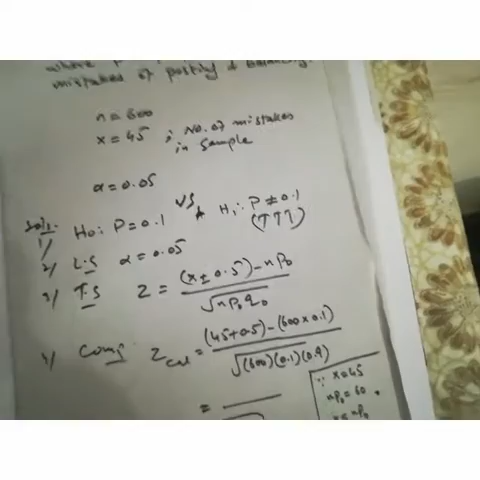 where P
mistakes of posting & balancing.
n = 600
x = 45 ; No. of mistakes
in sample
α = 0.05
Sol:
1) H₀: P = 0.1 VS H₁: P ≠ 0.1
(TTT)
2) L.S α = 0.05
3) T.S Z = (x ± 0.5) - nP₀ / √nP₀q₀
4) Comp Z cal = (45+0.5) - (600 x 0.1) / √(600)(0.1)(0.9)
∵ x = 45
nP₀ = 60
x ≤ nP₀
=